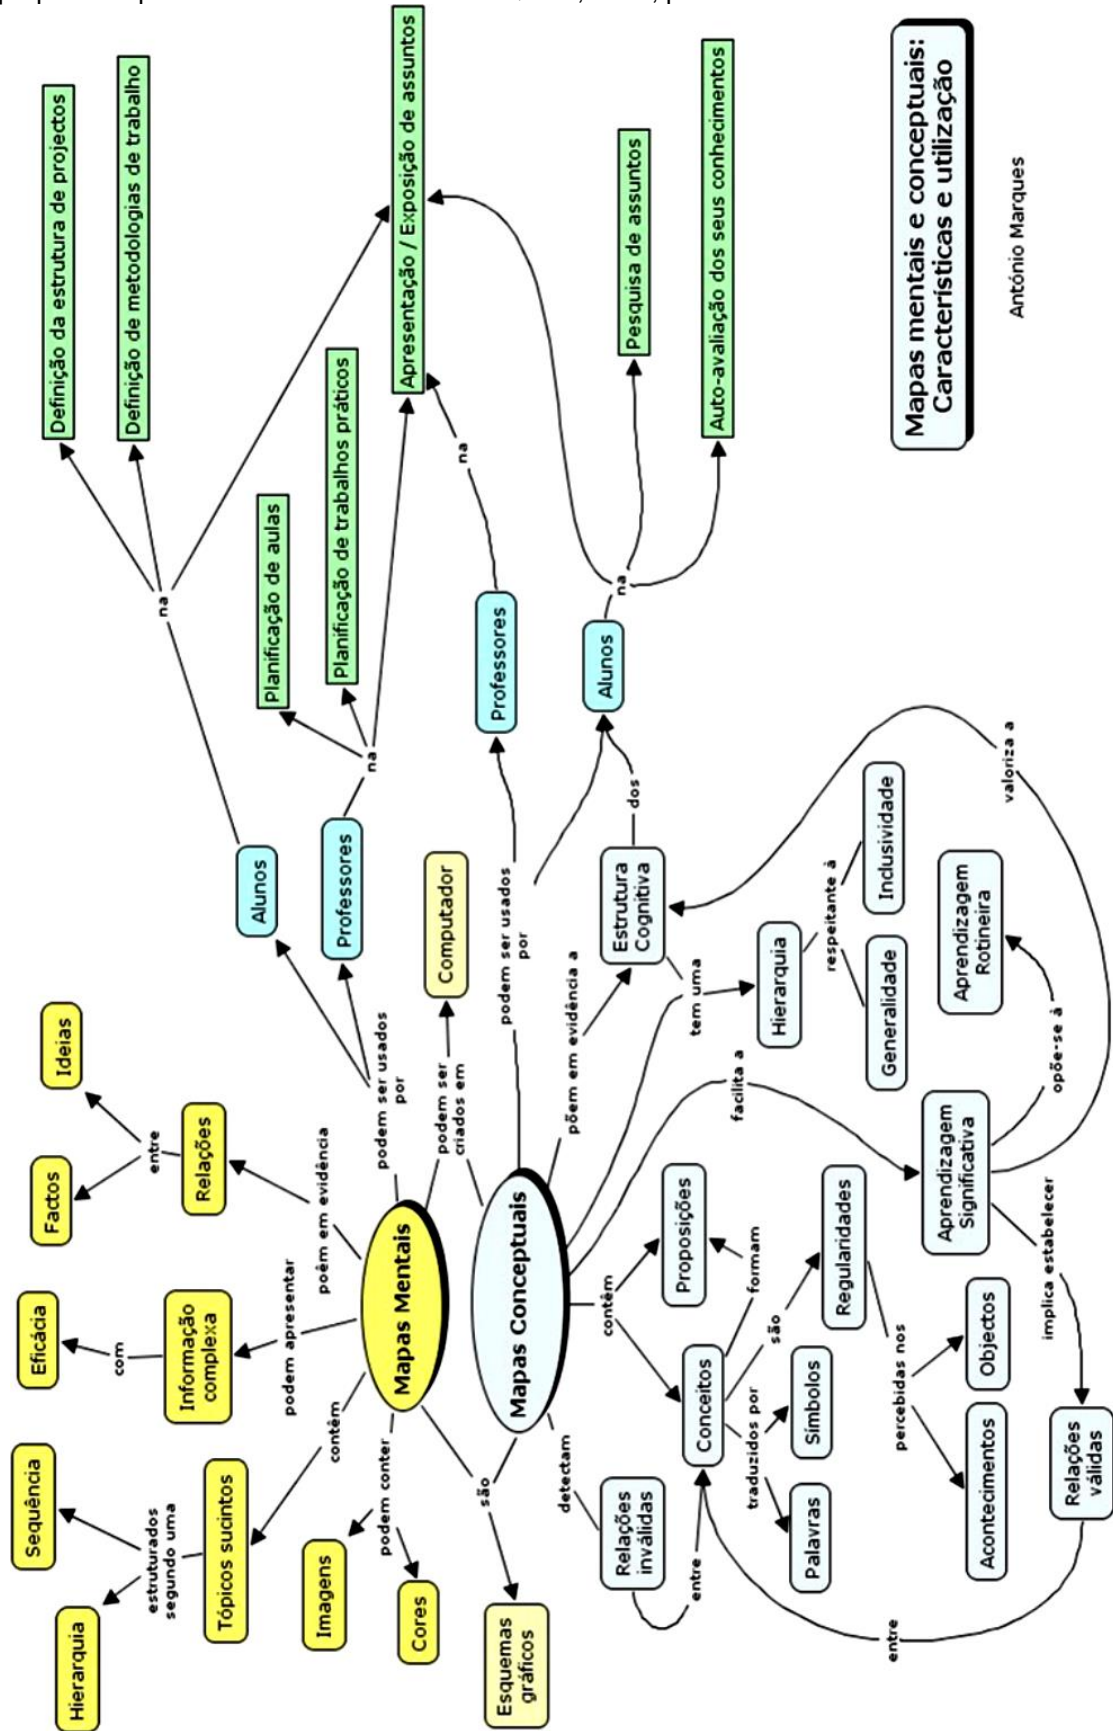 Hierarquia
Sequência
Eficácia
Factos
Ideias
Definição da estrutura de projectos
Definição de metodologias de trabalho
estruturados
segundo uma
com
entre
na
Tópicos sucintos
Informação
complexa
Relações
Alunos
Planificação de aulas
contêm
podem apresentar
poêm em evidência
Imagens
Professores
na
Planificação de trabalhos práticos
podem conter
podem ser usados
por
Cores
Mapas Mentais
Computador
Apresentação / Exposição de assuntos
podem ser
criados em
na
são
Esquemas
gráficos
Mapas Conceptuais
podem ser usados
por
Professores
detectam
contêm
põem em evidência a
Relações
inválidas
Estrutura
Cognitiva
dos
Alunos
na
Pesquisa de assuntos
entre
Conceitos
Proposições
tem uma
Auto-avaliação dos seus conhecimentos
traduzidos por
são
formam
facilita a
Hierarquia
Palavras
Símbolos
Regularidades
respeitante à
entre
percebidas nos
Generalidade
Inclusividade
Aprendizagem
Significativa
Acontecimentos
Objectos
Aprendizagem
Rotineira
opõe-se à
valoriza a
implica estabelecer
Relações
válidas
Mapas mentais e conceptuais:
Características e utilização
António Marques